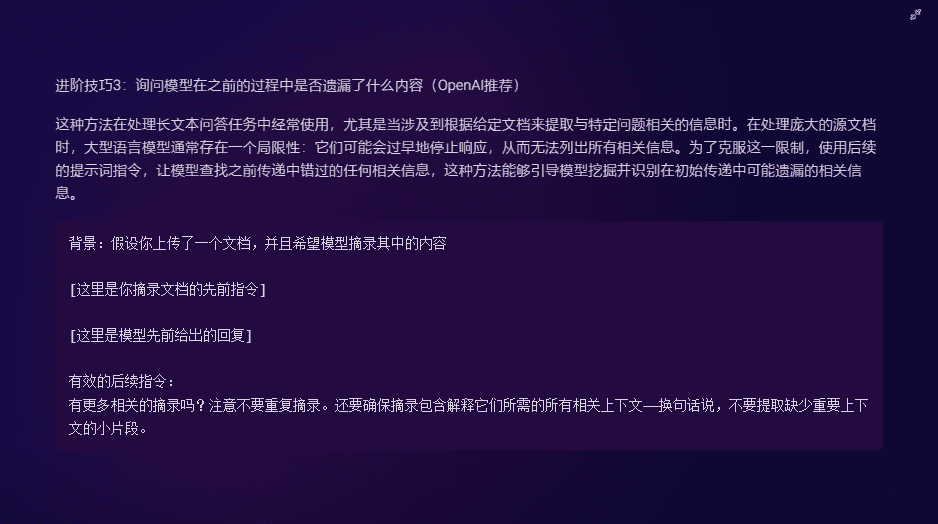 进阶技巧3：询问模型在之前的过程中是否遗漏了什么内容（OpenAI推荐）
这种方法在处理长文本问答任务中经常使用，尤其是当涉及到根据给定文档来提取与特定问题相关的信息时。在处理庞大的源文档
时，大型语言模型通常存在一个局限性：它们可能会过早地停止响应，从而无法列出所有相关信息。为了克服这一限制，使用后续
的提示词指令，让模型查找之前传递中错过的任何相关信息，这种方法能够引导模型挖掘并识别在初始传递中可能遗漏的相关信
息。
背景：假设你上传了一个文档，并且希望模型摘录其中的内容
[这里是你摘录文档的先前指令]
[这里是模型先前给出的回复]
有效的后续指令：
有更多相关的摘录吗？注意不要重复摘录。还要确保摘录包含解释它们所需的所有相关上下文——换句话说，不要提取缺少重要上下
文的小片段。